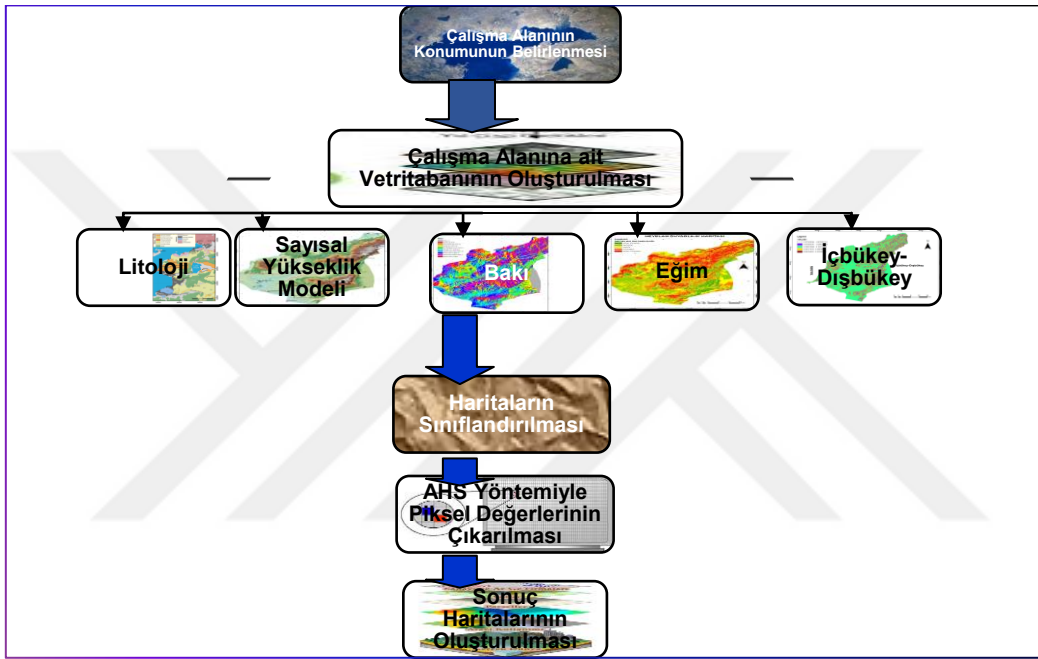 Çalışma Alanının
Konumunun Belirlenmesi
Çalışma Alanına ait
Vetritabanının Oluşturulması
Litoloji
Sayısal
Yükseklik
Modeli
Bakı
Eğim
İçbükey-
Dışbükey
Haritaların
Sınıflandırılması
AHS Yöntemiyle
Piksel Değerlerinin
Çıkarılması
Sonuç
Haritalarının
Oluşturulması